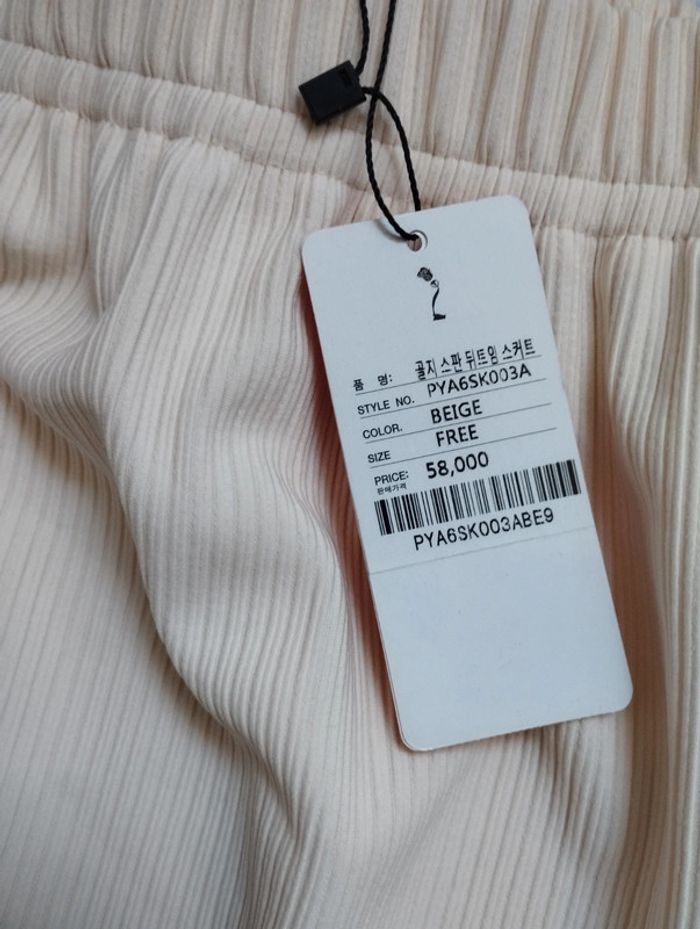 품 명: 골지 스판 뒤트임 스커트
STYLE NO. PYA6SK003A
COLOR. BEIGE
SIZE FREE
PRICE: 58,000
판매가격
PYA6SK003ABE9